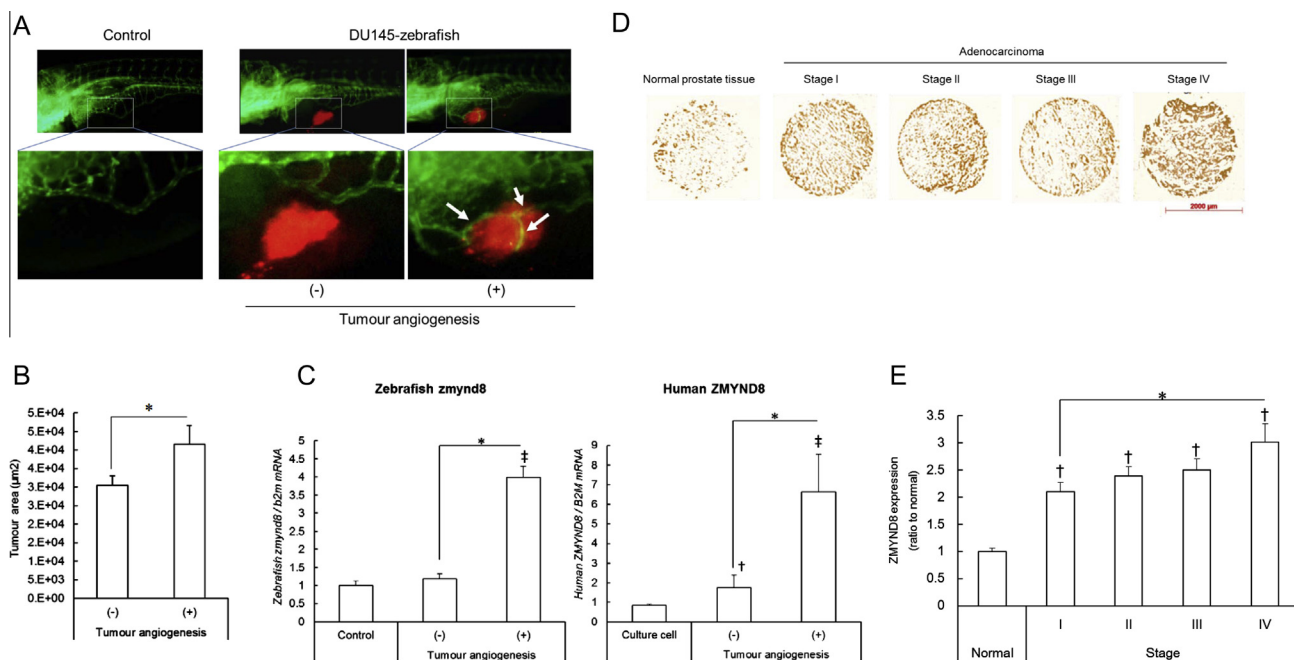 A
Control
DU145-zebrafish
(-)
(+)
Tumour angiogenesis
D
Adenocarcinoma
Normal prostate tissue
Stage I
Stage II
Stage III
Stage IV
2000 µm
B
*
Tumour area (µm2)
5.E+04
5.E+04
4.E+04
4.E+04
3.E+04
3.E+04
2.E+04
2.E+04
1.E+04
5.E+03
0.E+00
(-)
(+)
Tumour angiogenesis
C
Zebrafish zmynd8
Zebrafish zmynd8 / b2m mRNA
5
4.5
4
3.5
3
2.5
2
1.5
1
0.5
0
*
‡
Control
(-)
(+)
Tumour angiogenesis
Human ZMYND8
Human ZMYND8 / B2M mRNA
9
8
7
6
5
4
3
2
1
0
*
†
‡
Culture cell
(-)
(+)
Tumour angiogenesis
E
ZMYND8 expression
(ratio to normal)
3.5
3
2.5
2
1.5
1
0.5
0
*
†
†
†
†
I
II
III
IV
Normal
Stage